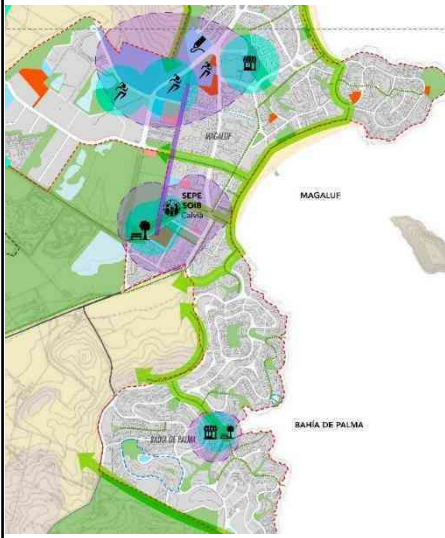 MAGALUF
MAGALUF
SEPE
SOIB
Calvià
BAHÍA DE PALMA
BAHÍA DE PALMA